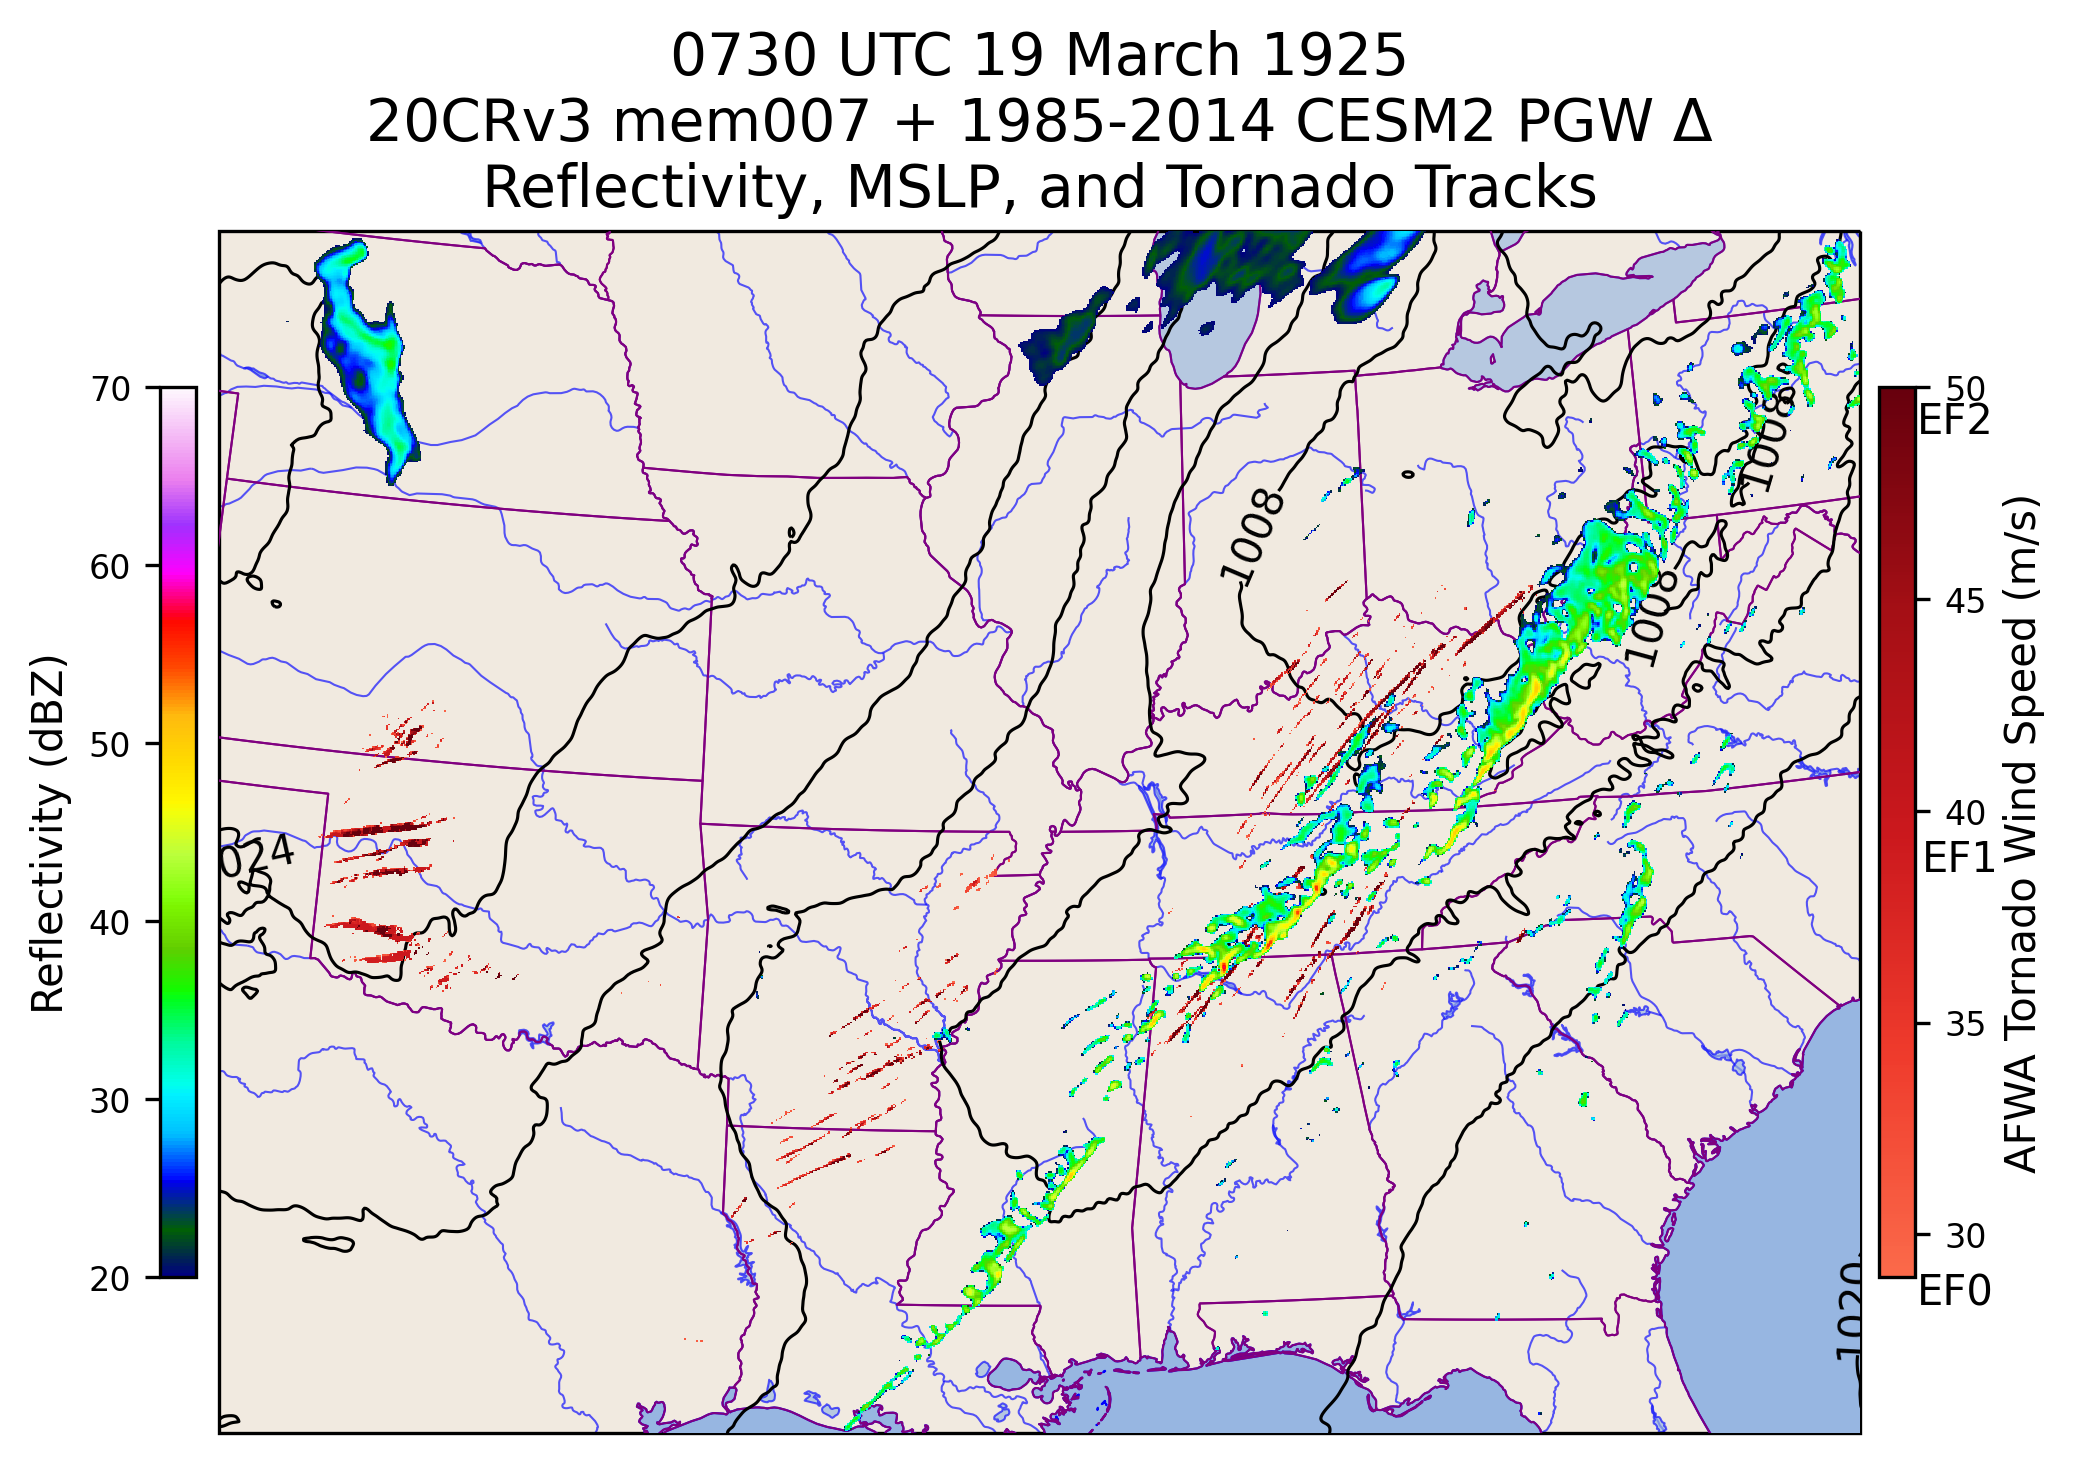 0730 UTC 19 March 1925
20CRv3 mem007 + 1985-2014 CESM2 PGW Δ
Reflectivity, MSLP, and Tornado Tracks
Reflectivity (dBZ)
70
60
50
40
30
20
024
1008
1008
1008
1020
50
EF2
45
40
EF1
35
30
EF0
AFWA Tornado Wind Speed (m/s)